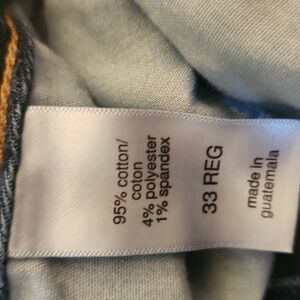 95% cotton/
coton
4% polyester
1% spandex
33 REG
made in
guatemala